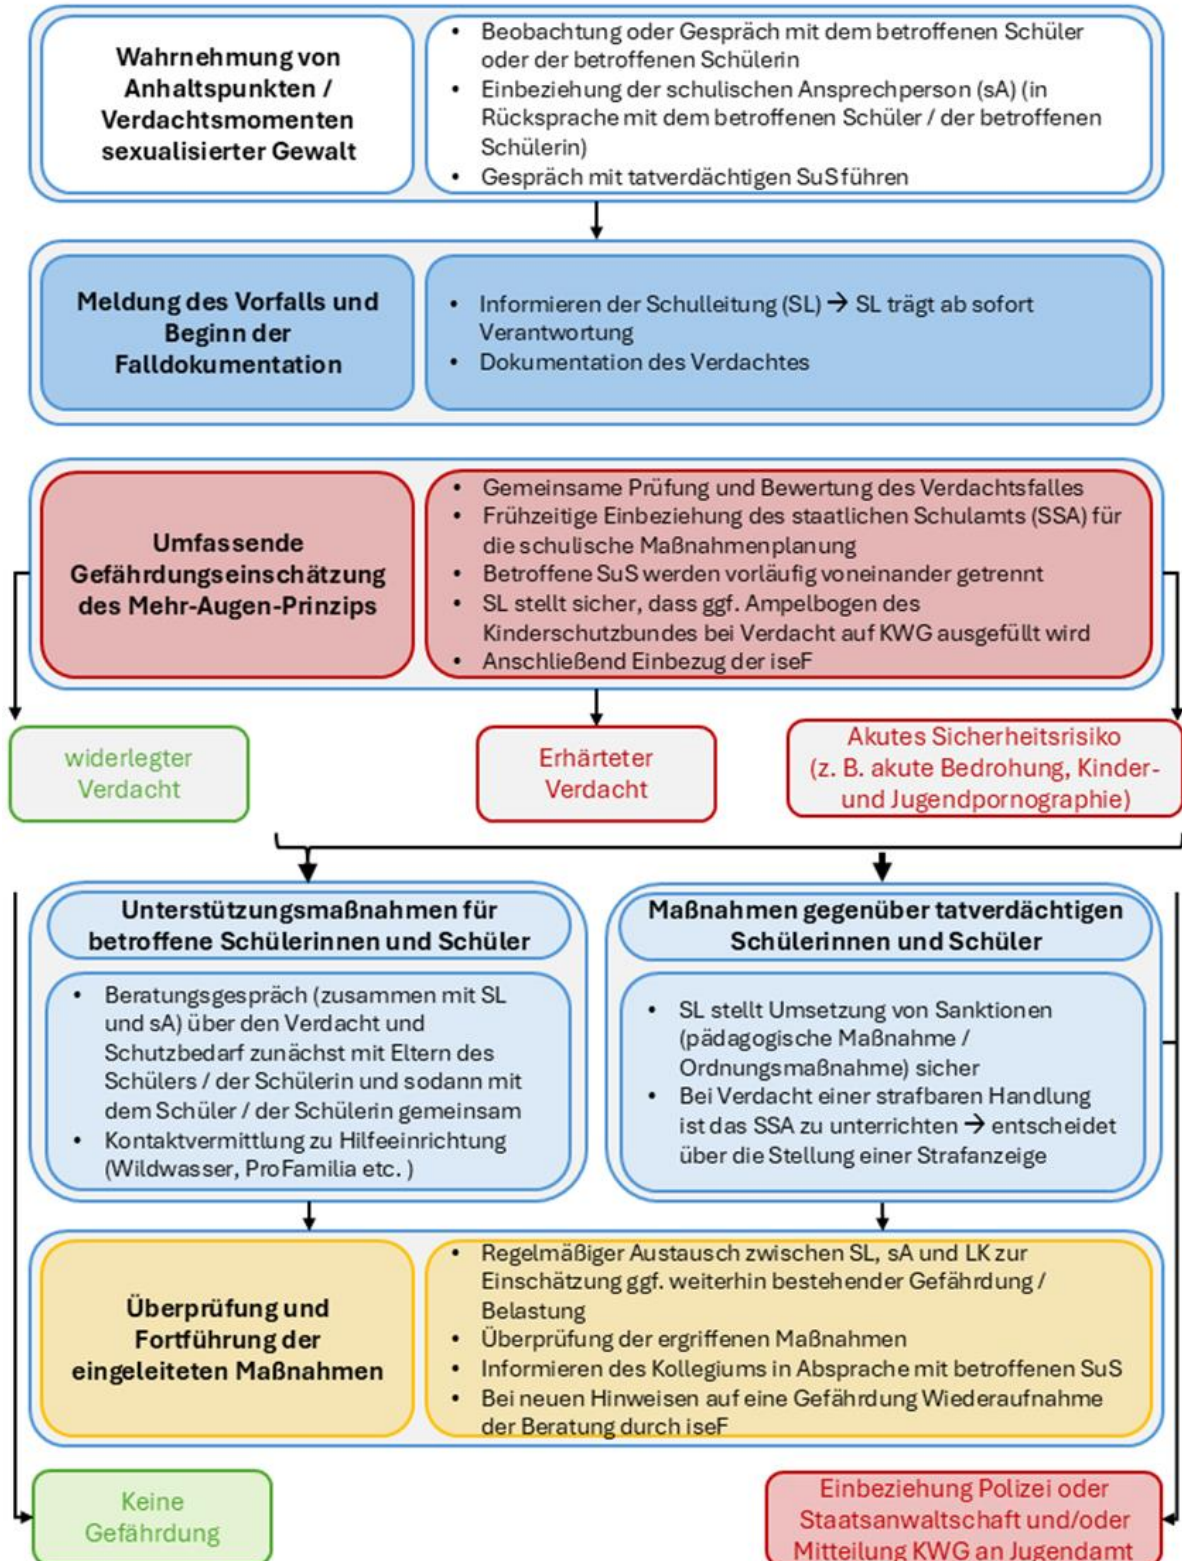 Wahrnehmung von
Anhaltspunkten /
Verdachtsmomenten
sexualisierter Gewalt
• Beobachtung oder Gespräch mit dem betroffenen Schüler
oder der betroffenen Schülerin
• Einbeziehung der schulischen Ansprechperson (sA) (in
Rücksprache mit dem betroffenen Schüler / der betroffenen
Schülerin)
• Gespräch mit tatverdächtigen SuS führen
Meldung des Vorfalls und
Beginn der
Falldokumentation
• Informieren der Schulleitung (SL) → SL trägt ab sofort
Verantwortung
• Dokumentation des Verdachtes
Umfassende
Gefährdungseinschätzung
des Mehr-Augen-Prinzips
• Gemeinsame Prüfung und Bewertung des Verdachtsfalles
• Frühzeitige Einbeziehung des staatlichen Schulamts (SSA) für
die schulische Maßnahmenplanung
• Betroffene SuS werden vorläufig voneinander getrennt
• SL stellt sicher, dass ggf. Ampelbogen des
Kinderschutzbundes bei Verdacht auf KWG ausgefüllt wird
• Anschließend Einbezug der iseF
widerlegter
Verdacht
Erhärteter
Verdacht
Akutes Sicherheitsrisiko
(z. B. akute Bedrohung, Kinder-
und Jugendpornographie)
Unterstützungsmaßnahmen für
betroffene Schülerinnen und Schüler
• Beratungsgespräch (zusammen mit SL
und sA) über den Verdacht und
Schutzbedarf zunächst mit Eltern des
Schülers / der Schülerin und sodann mit
dem Schüler / der Schülerin gemeinsam
• Kontaktvermittlung zu Hilfeeinrichtung
(Wildwasser, ProFamilia etc. )
Maßnahmen gegenüber tatverdächtigen
Schülerinnen und Schüler
• SL stellt Umsetzung von Sanktionen
(pädagogische Maßnahme /
Ordnungsmaßnahme) sicher
• Bei Verdacht einer strafbaren Handlung
ist das SSA zu unterrichten → entscheidet
über die Stellung einer Strafanzeige
Überprüfung und
Fortführung der
eingeleiteten Maßnahmen
• Regelmäßiger Austausch zwischen SL, sA und LK zur
Einschätzung ggf. weiterhin bestehender Gefährdung /
Belastung
• Überprüfung der ergriffenen Maßnahmen
• Informieren des Kollegiums in Absprache mit betroffenen SuS
• Bei neuen Hinweisen auf eine Gefährdung Wiederaufnahme
der Beratung durch iseF
Keine
Gefährdung
Einbeziehung Polizei oder
Staatsanwaltschaft und/oder
Mitteilung KWG an Jugendamt